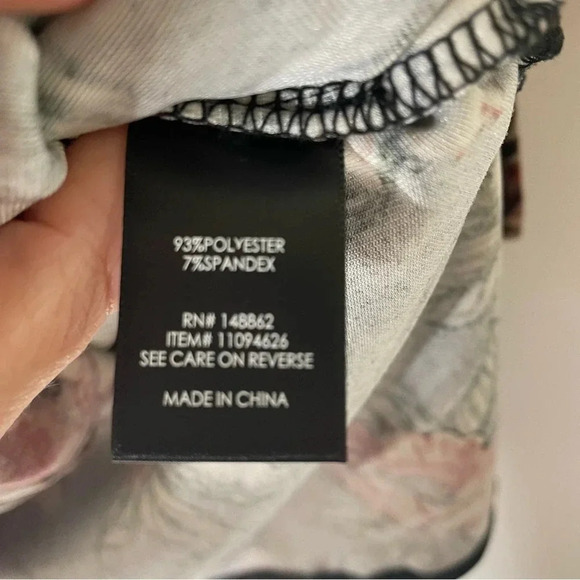 93%POLYESTER
7%SPANDEX
RN# 148862
ITEM# 11094626
SEE CARE ON REVERSE
MADE IN CHINA